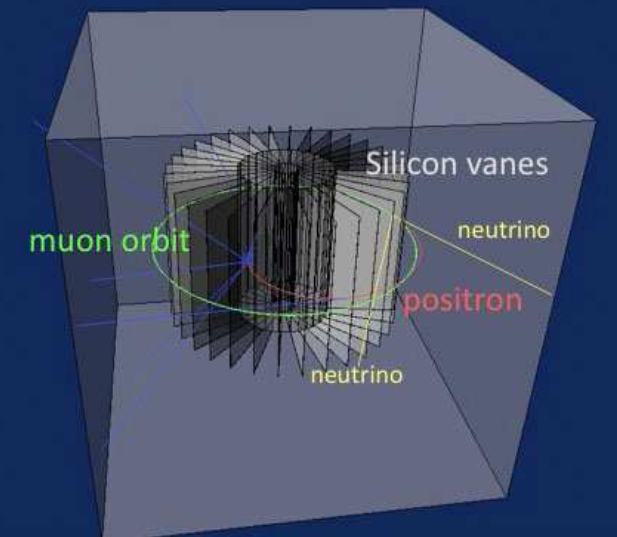 Silicon vanes
neutrino
muon orbit
positron
neutrino